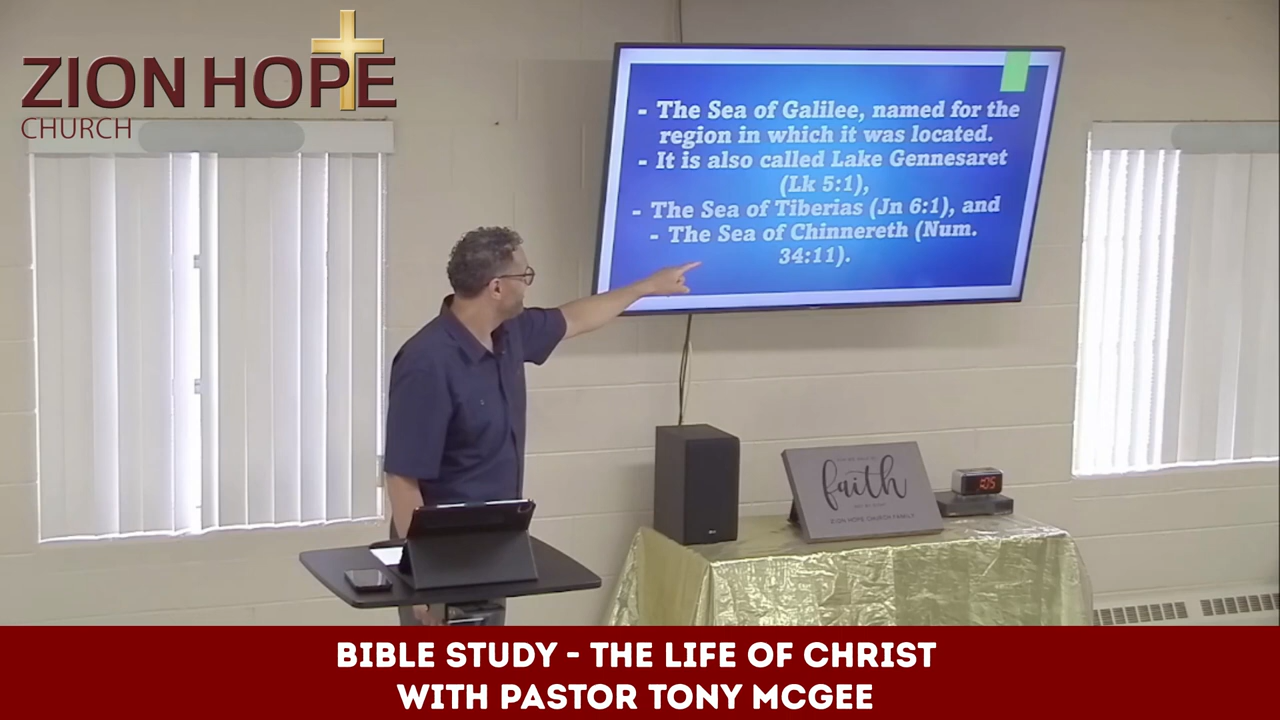 ZION HOPE
CHURCH
- The Sea of Galilee, named for the
region in which it was located.
- It is also called Lake Gennesaret
(Lk 5:1),
- The Sea of Tiberias (Jn 6:1), and
- The Sea of Chinnereth (Num.
34:11).
faith
ZION HOPE CHURCH FAMILY
BIBLE STUDY - THE LIFE OF CHRIST
WITH PASTOR TONY MCGEE